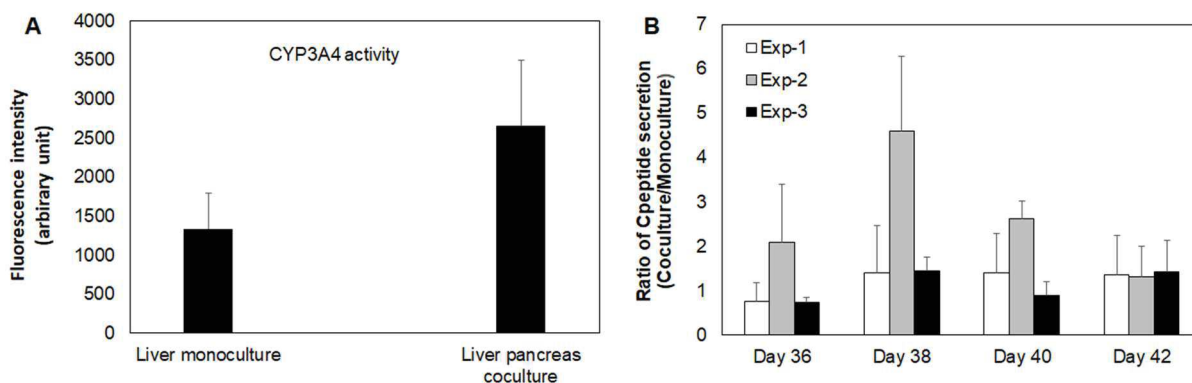 A
CYP3A4 activity
Fluorescence intensity
(arbirary unit)
4000
3500
3000
2500
2000
1500
1000
500
0
Liver monoculture
Liver pancreas
coculture
B
Exp-1
Exp-2
Exp-3
Ratio of Cpeptide secretion
(Coculture/Monoculture)
7
6
5
4
3
2
1
0
Day 36
Day 38
Day 40
Day 42